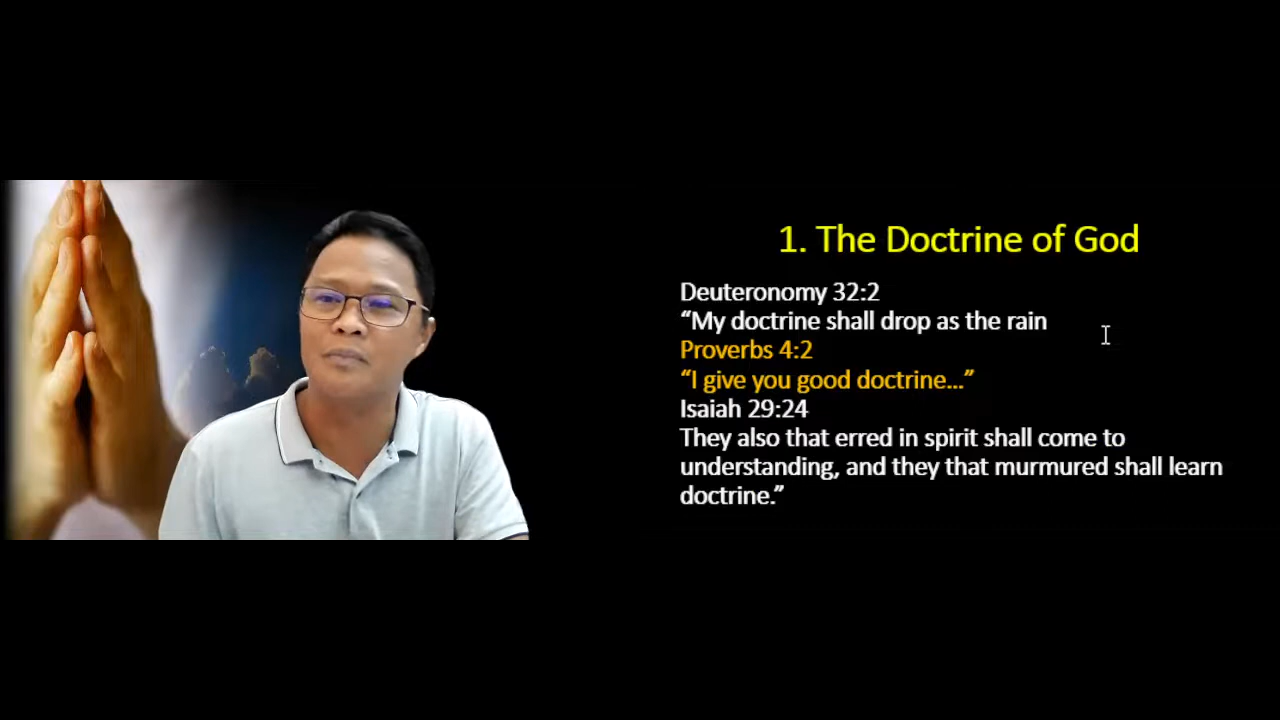 1. The Doctrine of God
Deuteronomy 32:2
“My doctrine shall drop as the rain
Proverbs 4:2
“I give you good doctrine…”
Isaiah 29:24
They also that erred in spirit shall come to
understanding, and they that murmured shall learn
doctrine.”